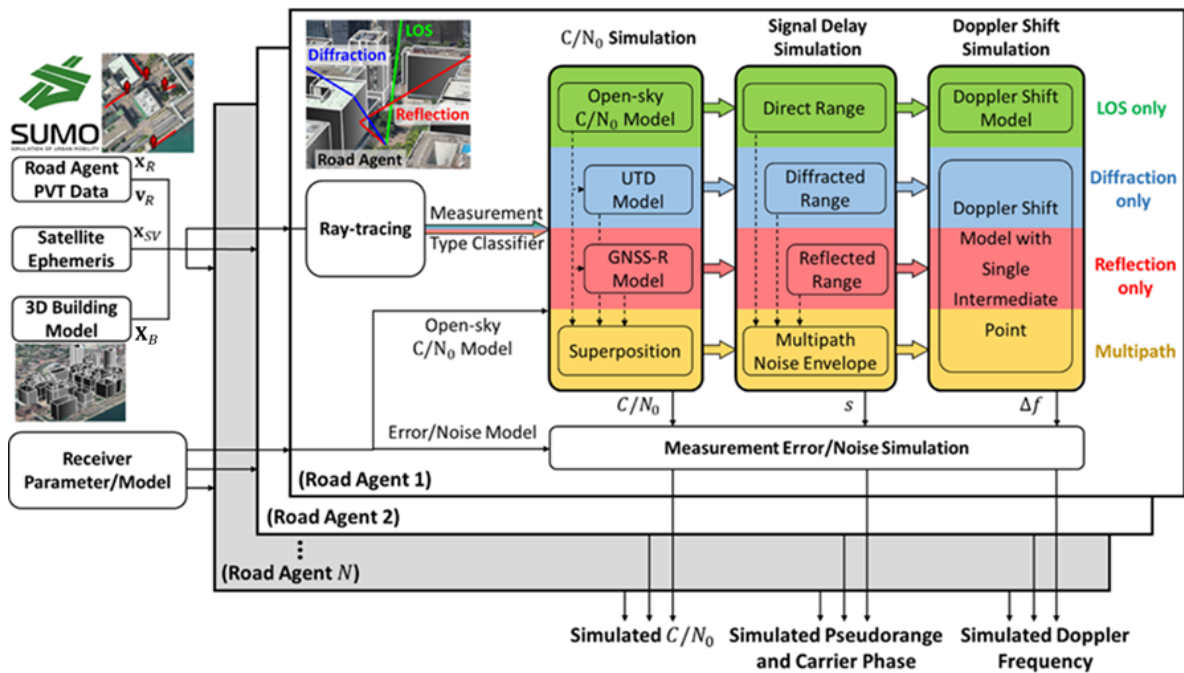 SUMO
SIMULATION OF URBAN MOBILITY
Road Agent
PVT Data
x_R
v_R
Satellite
Ephemeris
x_SV
3D Building
Model
X_B
Receiver
Parameter/Model
Diffraction
LOS
Reflection
Road Agent
Ray-tracing
Measurement
Type Classifier
Open-sky
C/N₀ Model
Error/Noise Model
C/N₀ Simulation
Signal Delay
Simulation
Doppler Shift
Simulation
Open-sky
C/N₀ Model
Direct Range
Doppler Shift
Model
LOS only
UTD
Model
Diffracted
Range
Diffraction
only
GNSS-R
Model
Reflected
Range
Reflection
only
Doppler Shift
Model with
Single
Intermediate
Point
Superposition
Multipath
Noise Envelope
Multipath
C/N₀
s
Δf
Measurement Error/Noise Simulation
(Road Agent 1)
(Road Agent 2)
⋮
(Road Agent N)
Simulated C/N₀
Simulated Pseudorange
and Carrier Phase
Simulated Doppler
Frequency